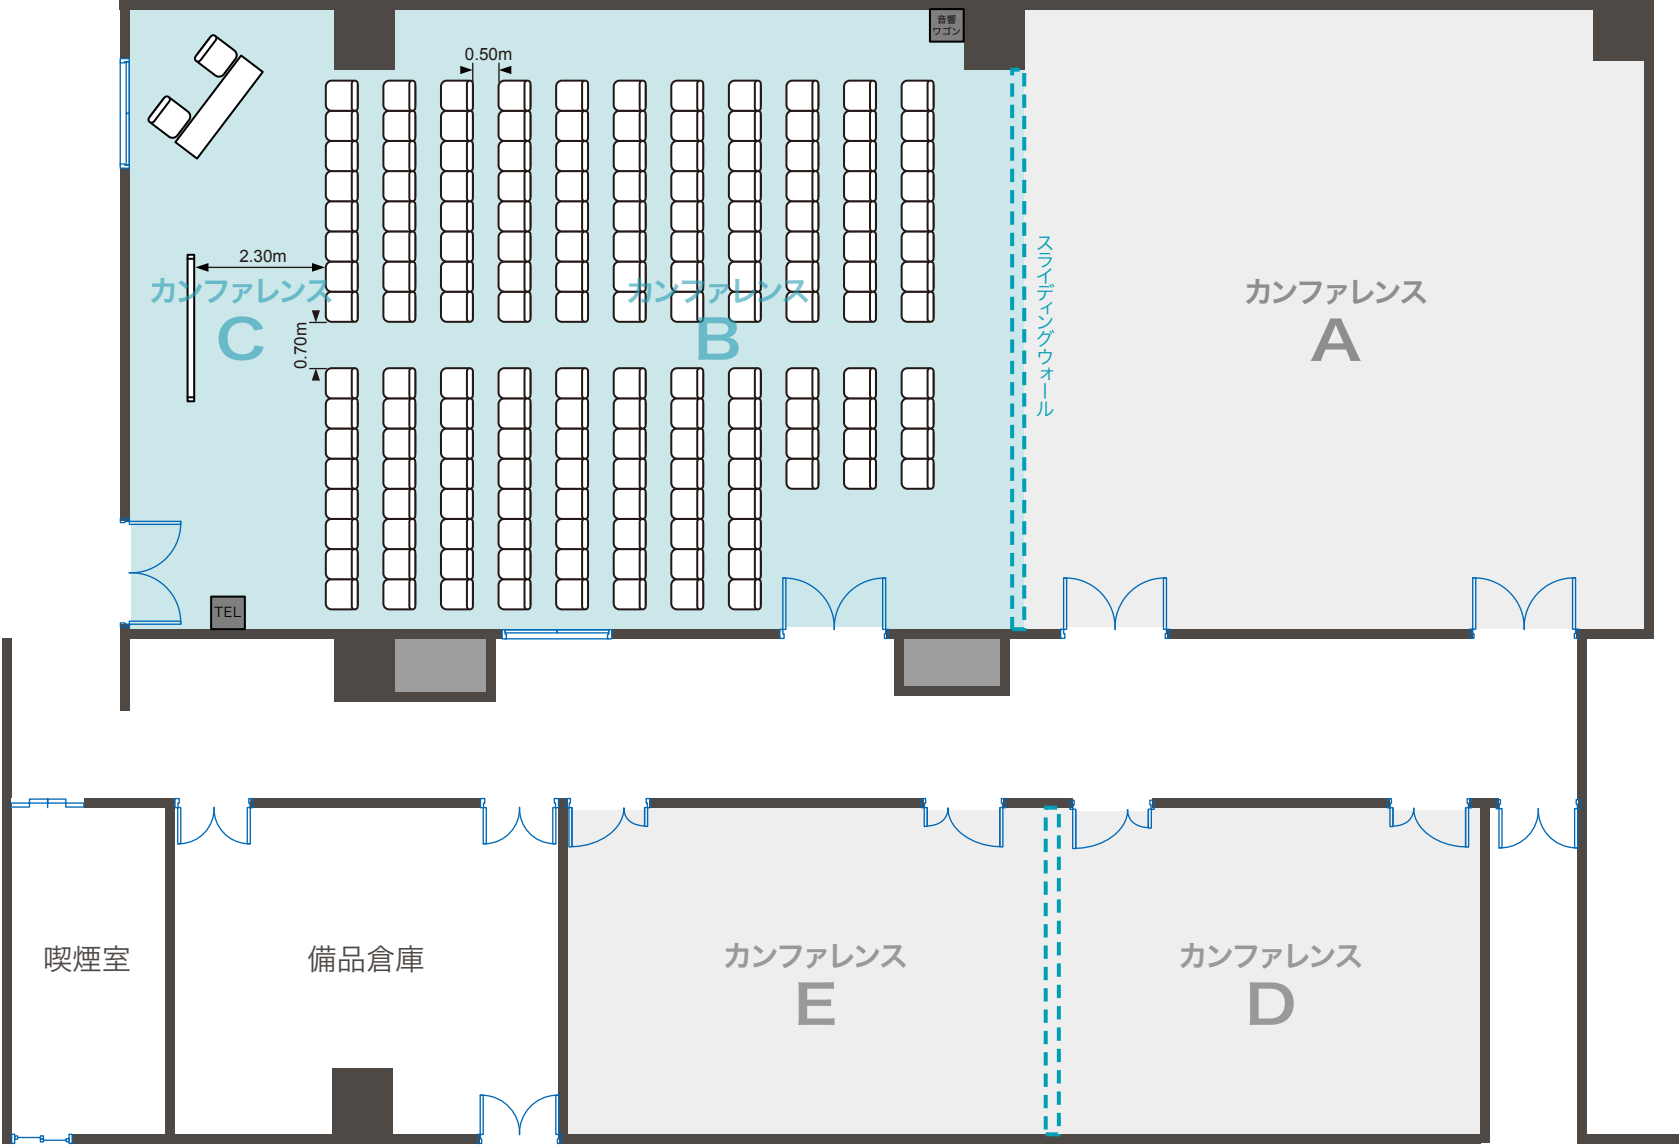 音響
ワゴン
0.50m
2.30m
カンファレンス
C
0.70m
カンファレンス
B
スライディングウォール
カンファレンス
A
TEL
喫煙室
備品倉庫
カンファレンス
E
カンファレンス
D